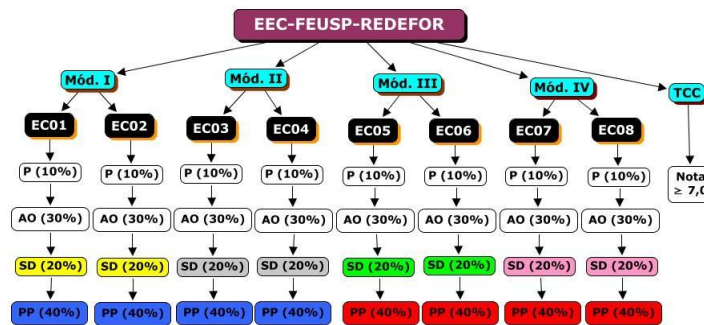 EEC-FEUSP-REDEFOR
Mód. I
Mód. II
Mód. III
Mód. IV
TCC
EC01
EC02
EC03
EC04
EC05
EC06
EC07
EC08
P (10%)
P (10%)
P (10%)
P (10%)
P (10%)
P (10%)
P (10%)
P (10%)
Nota
≥ 7,0
AO (30%)
AO (30%)
AO (30%)
AO (30%)
AO (30%)
AO (30%)
AO (30%)
AO (30%)
SD (20%)
SD (20%)
SD (20%)
SD (20%)
SD (20%)
SD (20%)
SD (20%)
SD (20%)
PP (40%)
PP (40%)
PP (40%)
PP (40%)
PP (40%)
PP (40%)
PP (40%)
PP (40%)